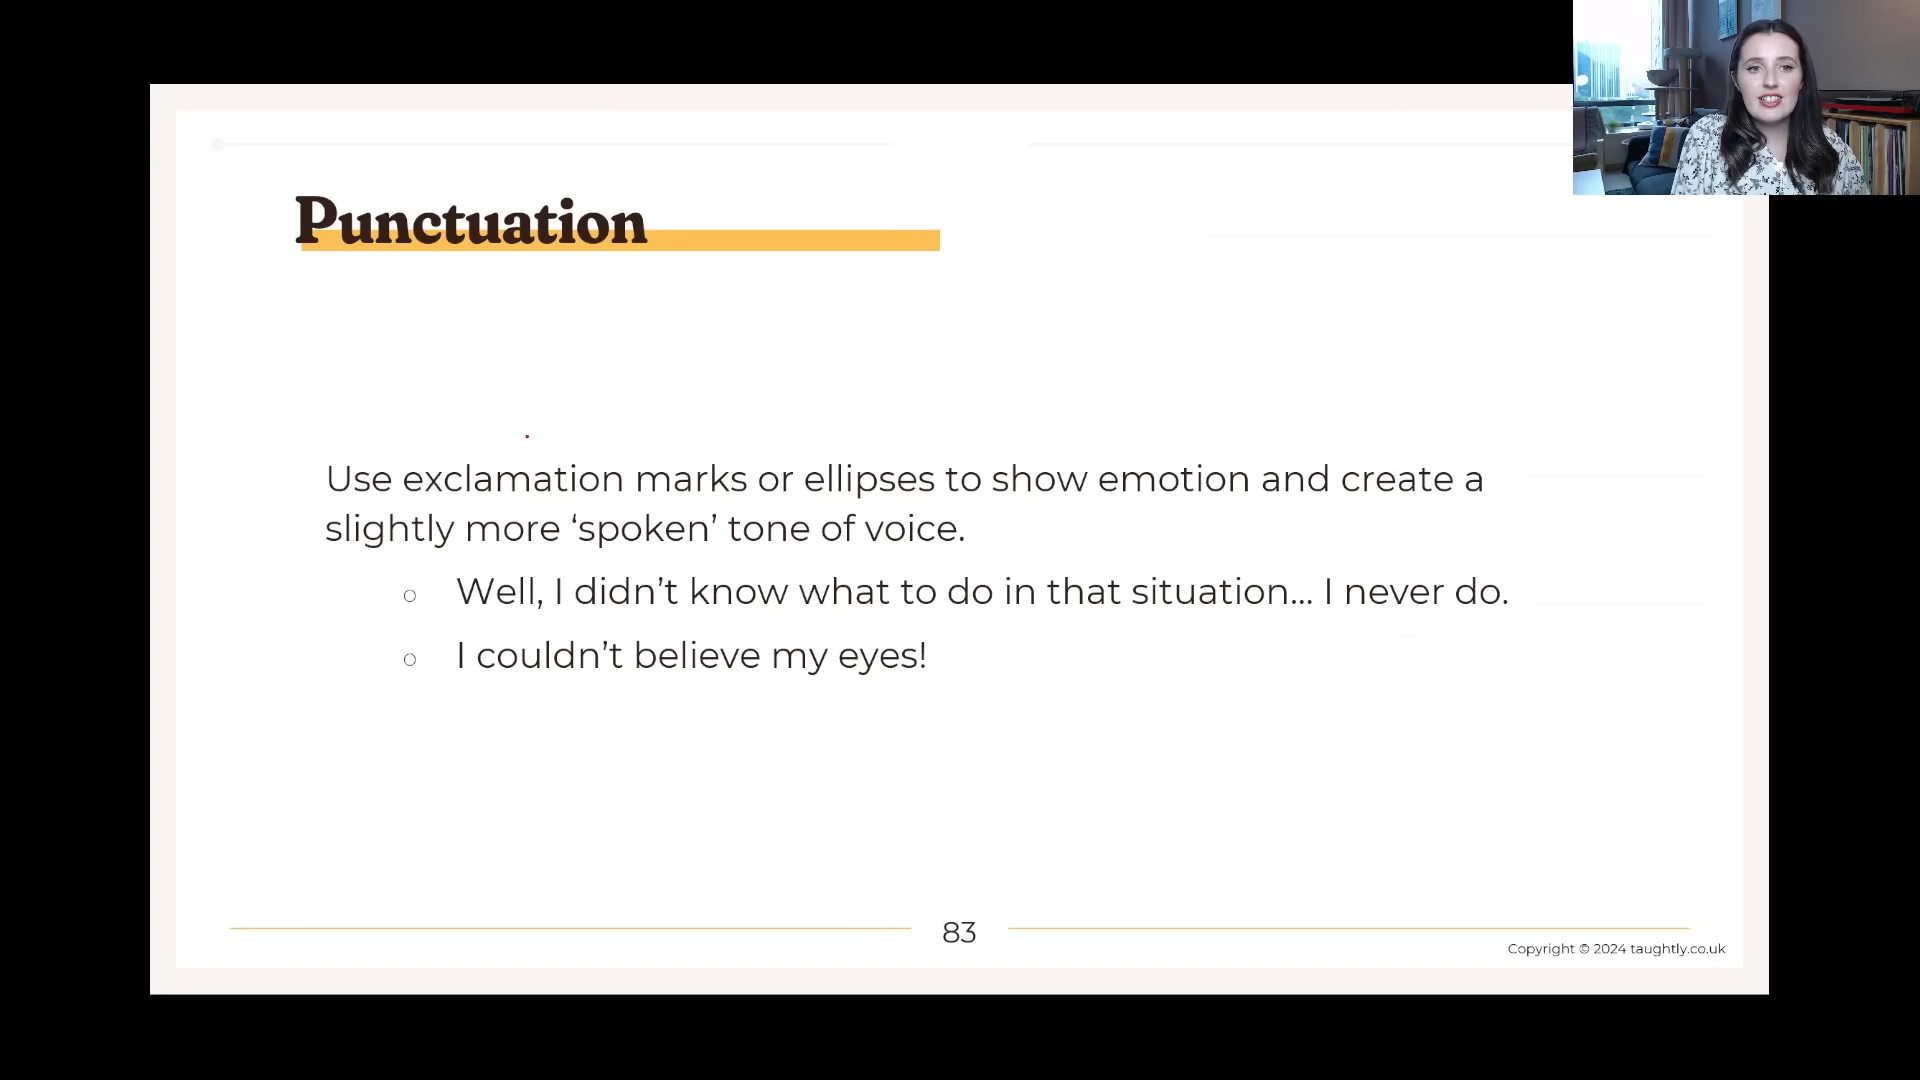 Punctuation
Use exclamation marks or ellipses to show emotion and create a
slightly more ‘spoken’ tone of voice.
○ Well, I didn’t know what to do in that situation... I never do.
○ I couldn’t believe my eyes!
83
Copyright © 2024 taughtly.co.uk